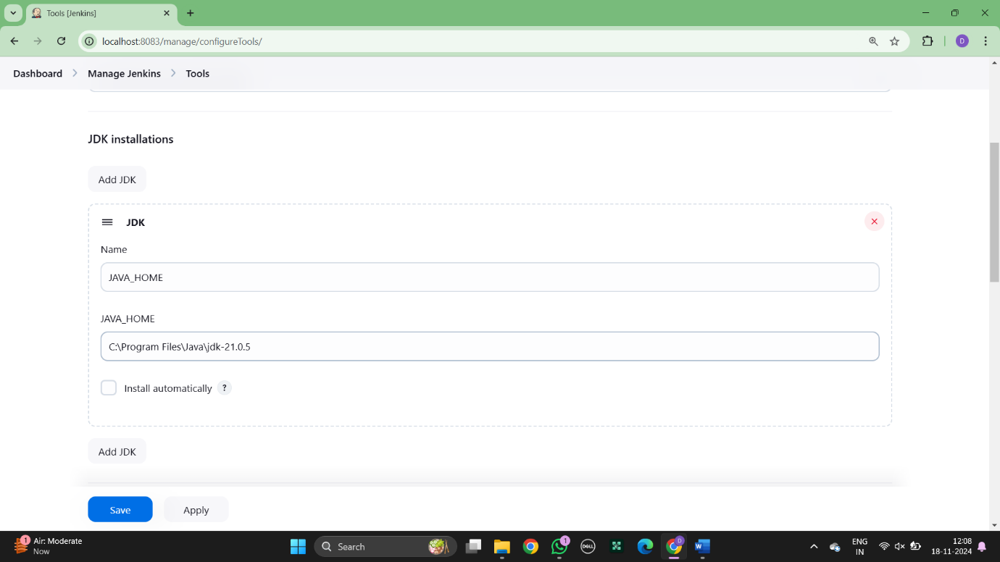 Tools [Jenkins]
localhost:8083/manage/configureTools/
D
Dashboard
Manage Jenkins
Tools
JDK installations
Add JDK
JDK
Name
JAVA_HOME
JAVA_HOME
C:\Program Files\Java\jdk-21.0.5
Install automatically ?
Add JDK
Save
Apply
1
Air: Moderate
Now
Search
1
DELL
D
W
ENG
IN
12:08
18-11-2024